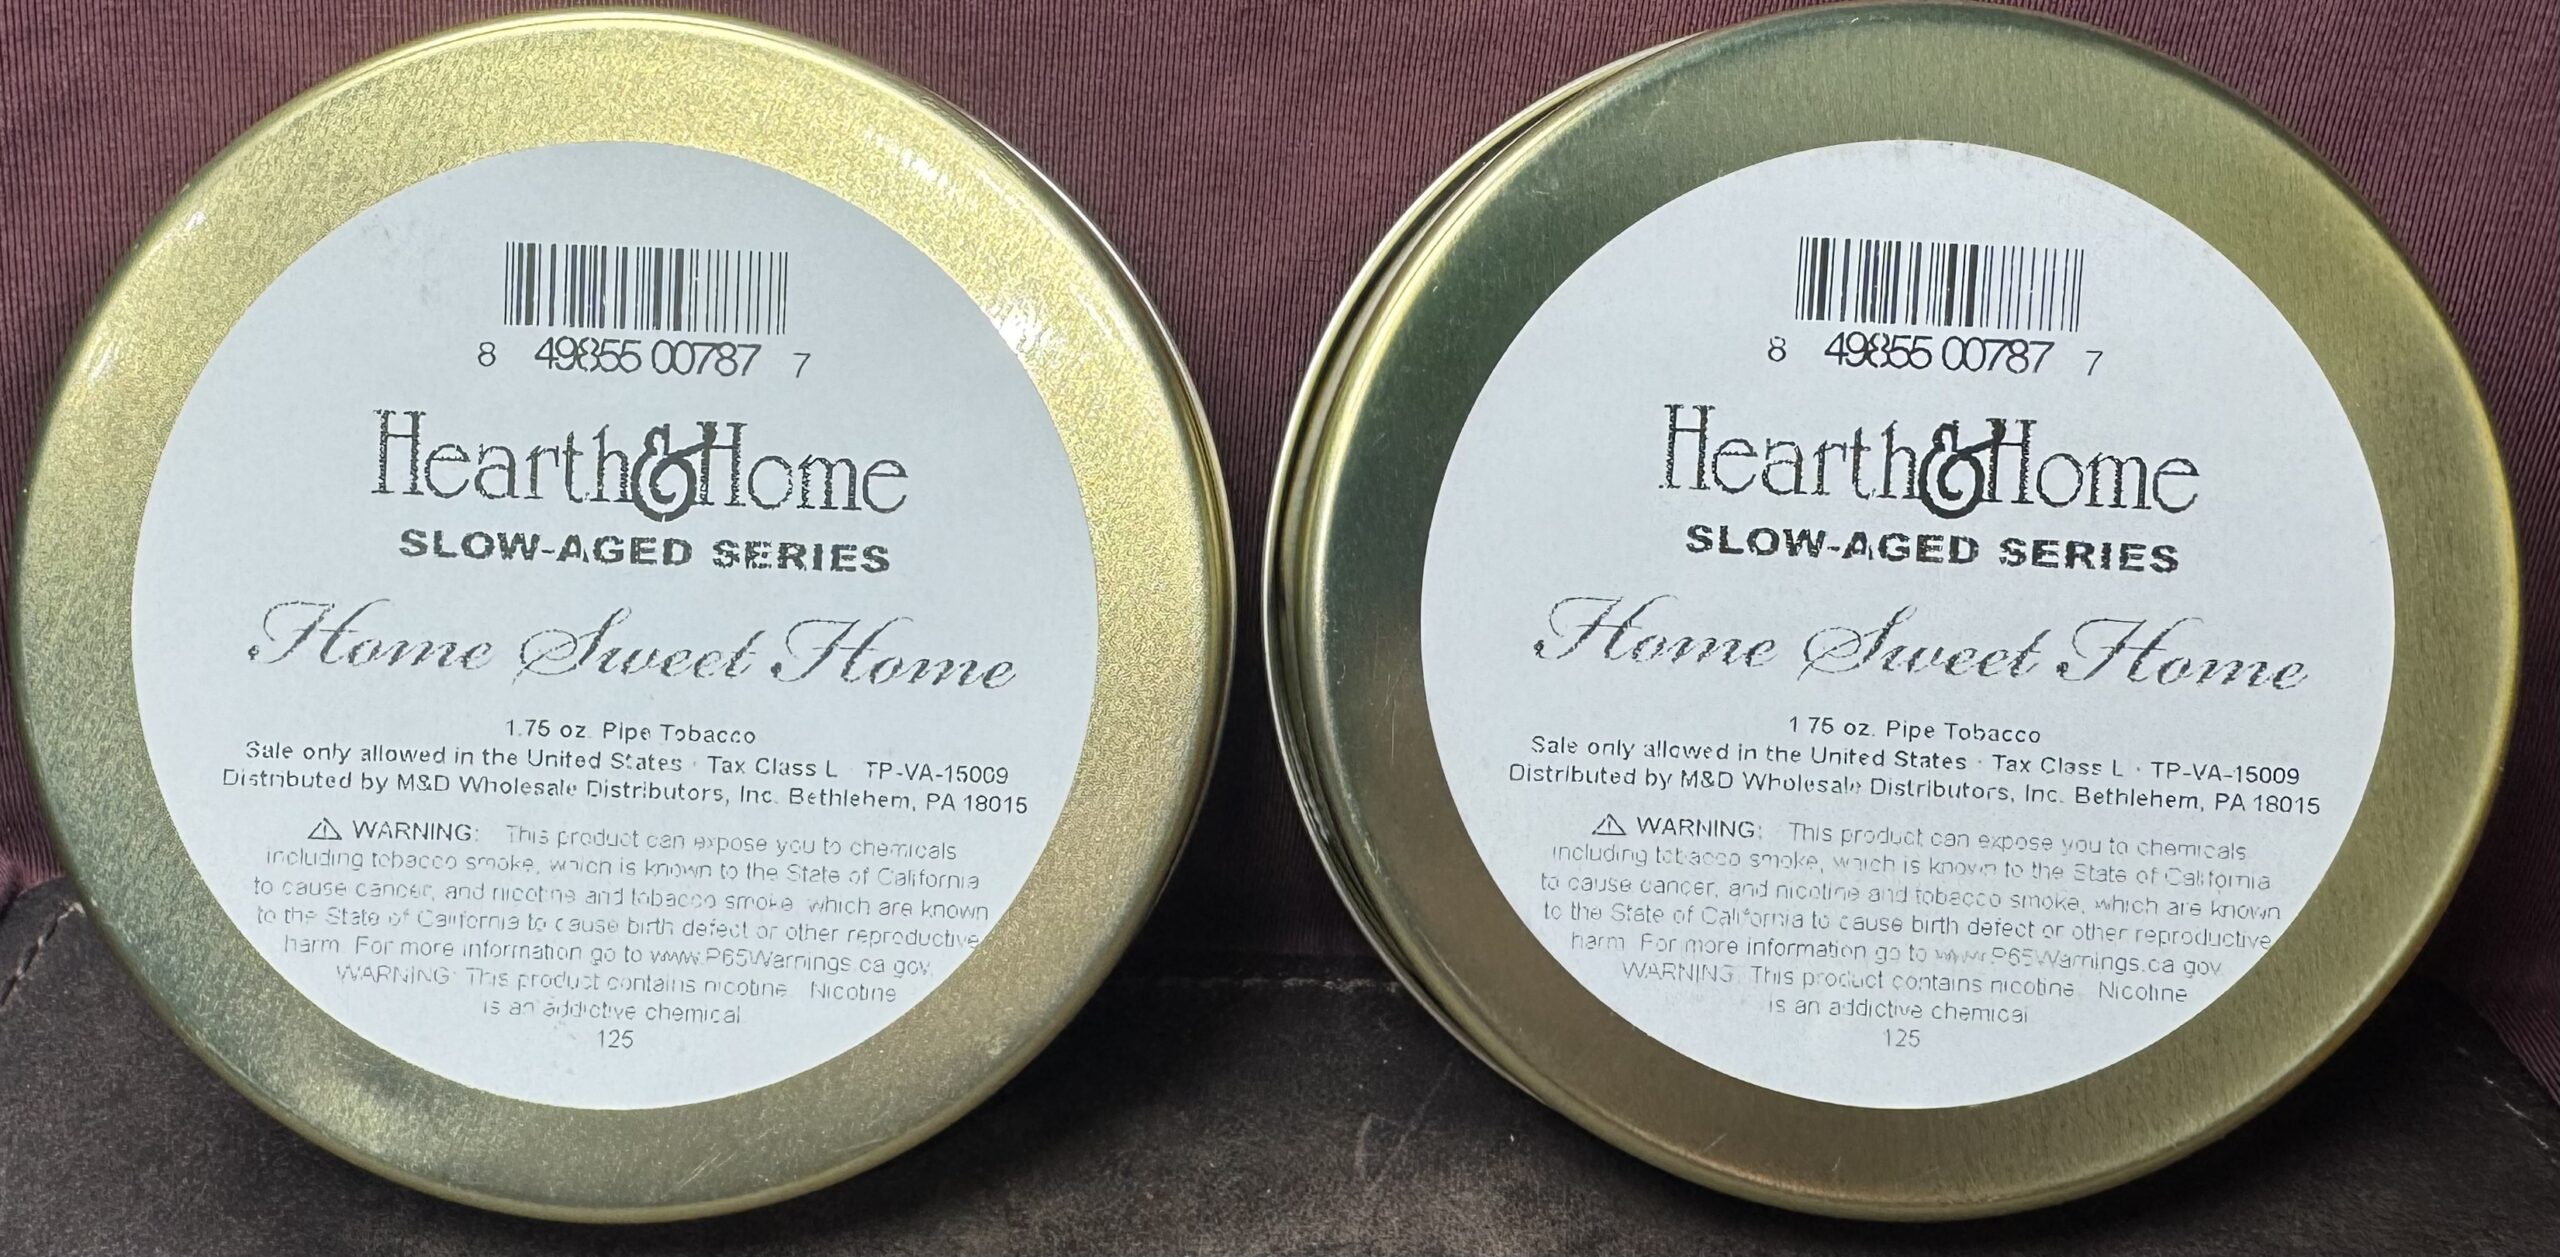 8 49855 00787 7
Hearth & Home
SLOW-AGED SERIES
Home Sweet Home
1.75 oz. Pipe Tobacco
Sale only allowed in the United States · Tax Class L · TP-VA-15009
Distributed by M&D Wholesale Distributors, Inc. Bethlehem, PA 18015
⚠ WARNING: This product can expose you to chemicals
including tobacco smoke, which is known to the State of California
to cause cancer, and nicotine and tobacco smoke, which are known
to the State of California to cause birth defect or other reproductive
harm. For more information go to www.P65Warnings.ca.gov.
WARNING: This product contains nicotine. Nicotine
is an addictive chemical.
125
8 49855 00787 7
Hearth & Home
SLOW-AGED SERIES
Home Sweet Home
1.75 oz. Pipe Tobacco
Sale only allowed in the United States · Tax Class L · TP-VA-15009
Distributed by M&D Wholesale Distributors, Inc. Bethlehem, PA 18015
⚠ WARNING: This product can expose you to chemicals
including tobacco smoke, which is known to the State of California
to cause cancer, and nicotine and tobacco smoke, which are known
to the State of California to cause birth defect or other reproductive
harm. For more information go to www.P65Warnings.ca.gov.
WARNING: This product contains nicotine. Nicotine
is an addictive chemical.
125